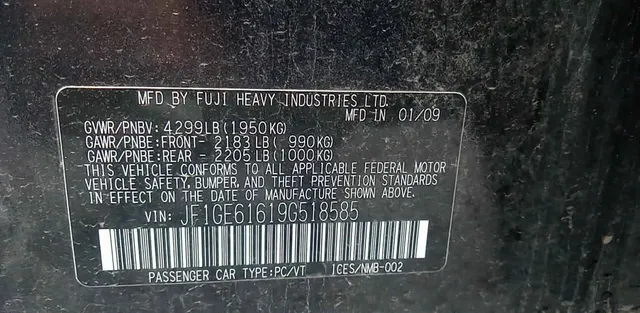 MFD BY FUJI HEAVY INDUSTRIES LTD.
MFD IN 01/09
GVWR/PNBV: 4299LB(1950KG)
GAWR/PNBE:FRONT- 2183LB( 990KG)
GAWR/PNBE:REAR - 2205LB(1000KG)
THIS VEHICLE CONFORMS TO ALL APPLICABLE FEDERAL MOTOR
VEHICLE SAFETY, BUMPER, AND THEFT PREVENTION STANDARDS
IN EFFECT ON THE DATE OF MANUFACTURE SHOWN ABOVE.
VIN: JF1GE61619G518585
PASSENGER CAR TYPE:PC/VT 1CES/NMB-002